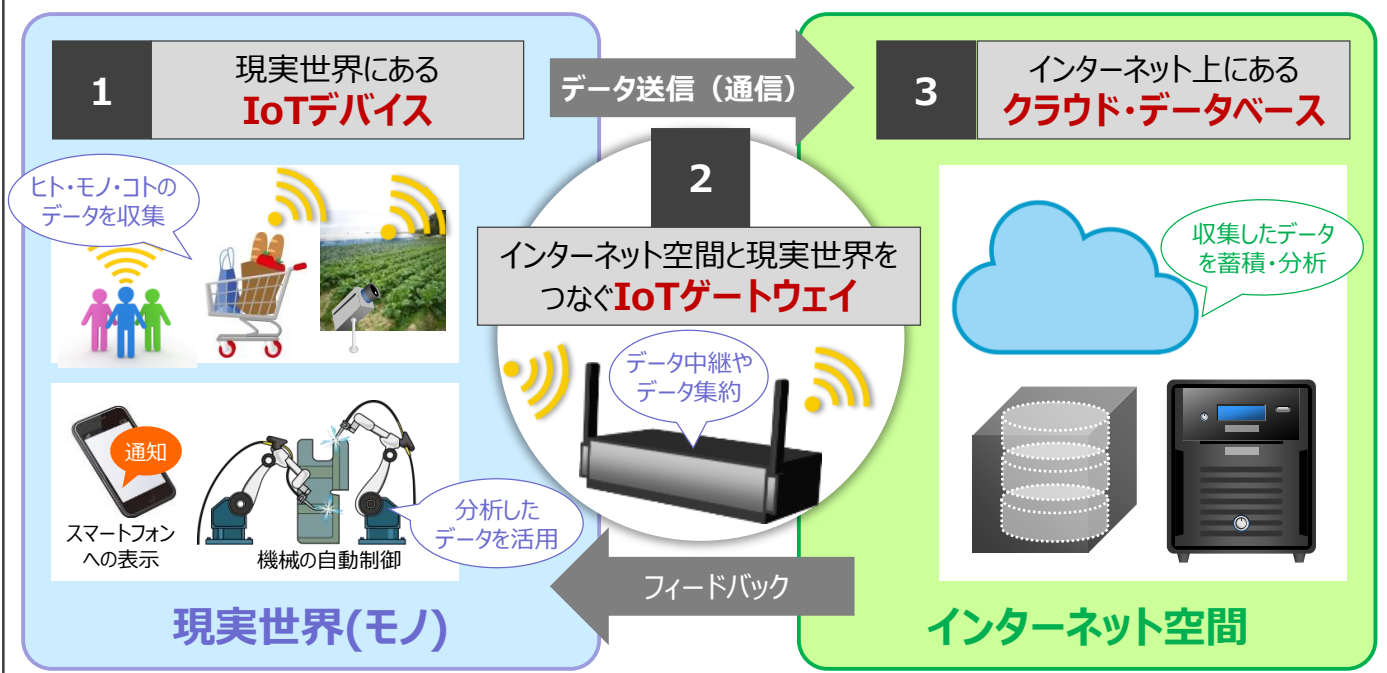 1
現実世界にある
IoTデバイス
データ送信（通信）
3
インターネット上にある
クラウド・データベース
2
インターネット空間と現実世界を
つなぐIoTゲートウェイ
ヒト・モノ・コトの
データを収集
収集したデータ
を蓄積・分析
データ中継や
データ集約
通知
スマートフォン
への表示
機械の自動制御
分析した
データを活用
フィードバック
現実世界(モノ)
インターネット空間